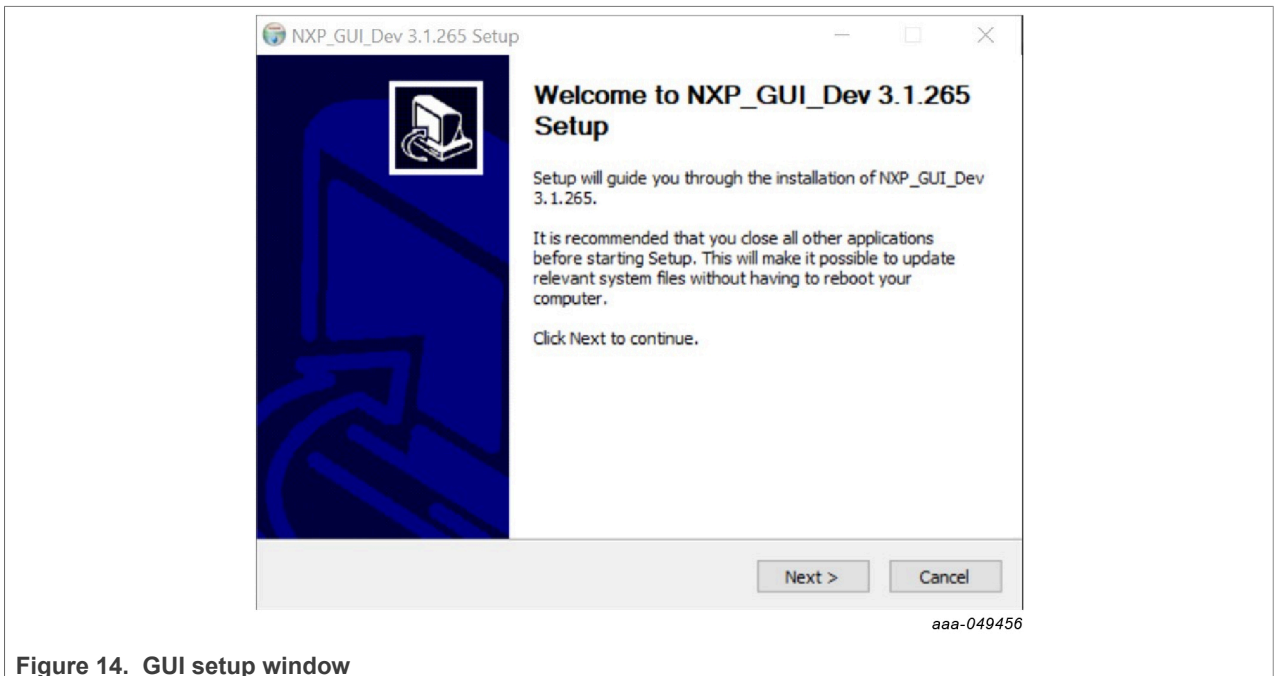 NXP_GUI_Dev 3.1.265 Setup
Welcome to NXP_GUI_Dev 3.1.265
Setup
Setup will guide you through the installation of NXP_GUI_Dev
3.1.265.
It is recommended that you close all other applications
before starting Setup. This will make it possible to update
relevant system files without having to reboot your
computer.
Click Next to continue.
Next >
Cancel
aaa-049456
Figure 14. GUI setup window